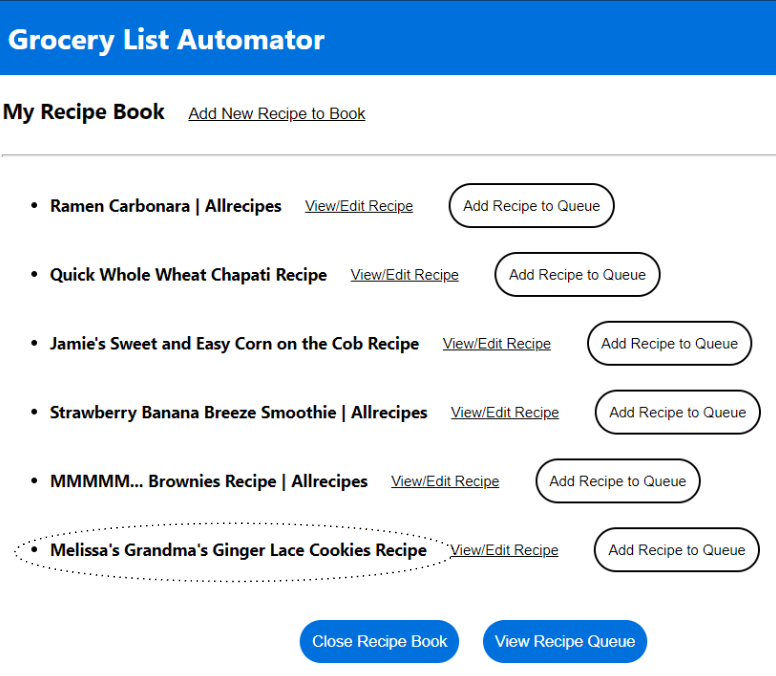 Grocery List Automator
My Recipe Book Add New Recipe to Book
• Ramen Carbonara | Allrecipes View/Edit Recipe Add Recipe to Queue
• Quick Whole Wheat Chapati Recipe View/Edit Recipe Add Recipe to Queue
• Jamie's Sweet and Easy Corn on the Cob Recipe View/Edit Recipe Add Recipe to Queue
• Strawberry Banana Breeze Smoothie | Allrecipes View/Edit Recipe Add Recipe to Queue
• MMMMM... Brownies Recipe | Allrecipes View/Edit Recipe Add Recipe to Queue
• Melissa's Grandma's Ginger Lace Cookies Recipe View/Edit Recipe Add Recipe to Queue
Close Recipe Book View Recipe Queue